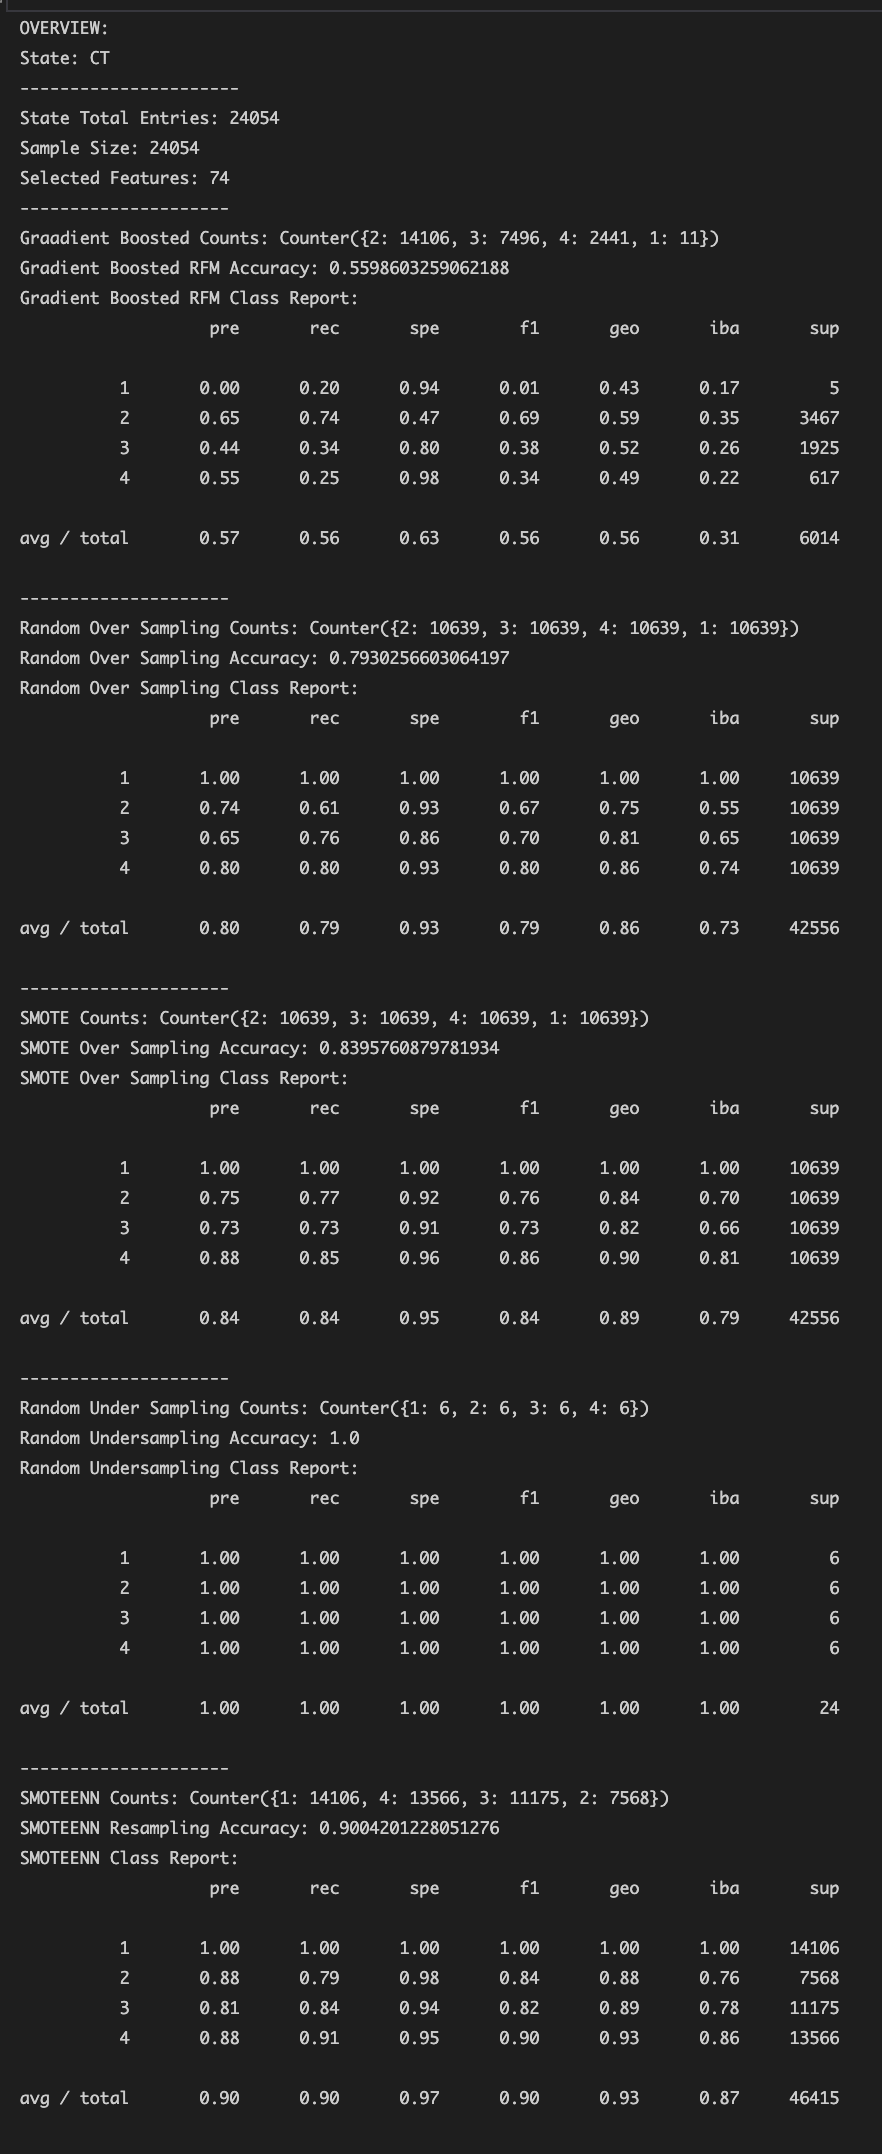 OVERVIEW:
State: CT
----------------------
State Total Entries: 24054
Sample Size: 24054
Selected Features: 74
---------------------
Graadient Boosted Counts: Counter({2: 14106, 3: 7496, 4: 2441, 1: 11})
Gradient Boosted RFM Accuracy: 0.5598603259062188
Gradient Boosted RFM Class Report:
pre rec spe f1 geo iba sup
1 0.00 0.20 0.94 0.01 0.43 0.17 5
2 0.65 0.74 0.47 0.69 0.59 0.35 3467
3 0.44 0.34 0.80 0.38 0.52 0.26 1925
4 0.55 0.25 0.98 0.34 0.49 0.22 617
avg / total 0.57 0.56 0.63 0.56 0.56 0.31 6014
---------------------
Random Over Sampling Counts: Counter({2: 10639, 3: 10639, 4: 10639, 1: 10639})
Random Over Sampling Accuracy: 0.7930256603064197
Random Over Sampling Class Report:
pre rec spe f1 geo iba sup
1 1.00 1.00 1.00 1.00 1.00 1.00 10639
2 0.74 0.61 0.93 0.67 0.75 0.55 10639
3 0.65 0.76 0.86 0.70 0.81 0.65 10639
4 0.80 0.80 0.93 0.80 0.86 0.74 10639
avg / total 0.80 0.79 0.93 0.79 0.86 0.73 42556
---------------------
SMOTE Counts: Counter({2: 10639, 3: 10639, 4: 10639, 1: 10639})
SMOTE Over Sampling Accuracy: 0.8395760879781934
SMOTE Over Sampling Class Report:
pre rec spe f1 geo iba sup
1 1.00 1.00 1.00 1.00 1.00 1.00 10639
2 0.75 0.77 0.92 0.76 0.84 0.70 10639
3 0.73 0.73 0.91 0.73 0.82 0.66 10639
4 0.88 0.85 0.96 0.86 0.90 0.81 10639
avg / total 0.84 0.84 0.95 0.84 0.89 0.79 42556
---------------------
Random Under Sampling Counts: Counter({1: 6, 2: 6, 3: 6, 4: 6})
Random Undersampling Accuracy: 1.0
Random Undersampling Class Report:
pre rec spe f1 geo iba sup
1 1.00 1.00 1.00 1.00 1.00 1.00 6
2 1.00 1.00 1.00 1.00 1.00 1.00 6
3 1.00 1.00 1.00 1.00 1.00 1.00 6
4 1.00 1.00 1.00 1.00 1.00 1.00 6
avg / total 1.00 1.00 1.00 1.00 1.00 1.00 24
---------------------
SMOTEENN Counts: Counter({1: 14106, 4: 13566, 3: 11175, 2: 7568})
SMOTEENN Resampling Accuracy: 0.9004201228051276
SMOTEENN Class Report:
pre rec spe f1 geo iba sup
1 1.00 1.00 1.00 1.00 1.00 1.00 14106
2 0.88 0.79 0.98 0.84 0.88 0.76 7568
3 0.81 0.84 0.94 0.82 0.89 0.78 11175
4 0.88 0.91 0.95 0.90 0.93 0.86 13566
avg / total 0.90 0.90 0.97 0.90 0.93 0.87 46415